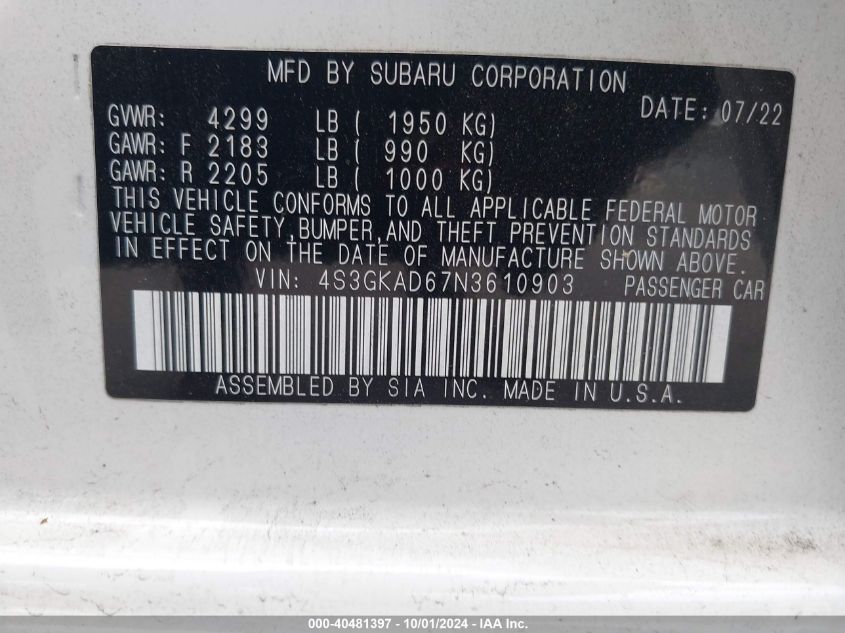 MFD BY SUBARU CORPORATION
DATE: 07/22
GVWR: 4299 LB ( 1950 KG)
GAWR: F 2183 LB ( 990 KG)
GAWR: R 2205 LB ( 1000 KG)
THIS VEHICLE CONFORMS TO ALL APPLICABLE FEDERAL MOTOR
VEHICLE SAFETY, BUMPER, AND THEFT PREVENTION STANDARDS
IN EFFECT ON THE DATE OF MANUFACTURE SHOWN ABOVE.
VIN: 4S3GKAD67N3610903 PASSENGER CAR
ASSEMBLED BY SIA INC. MADE IN U.S.A.
000-40481397 - 10/01/2024 - IAA Inc.